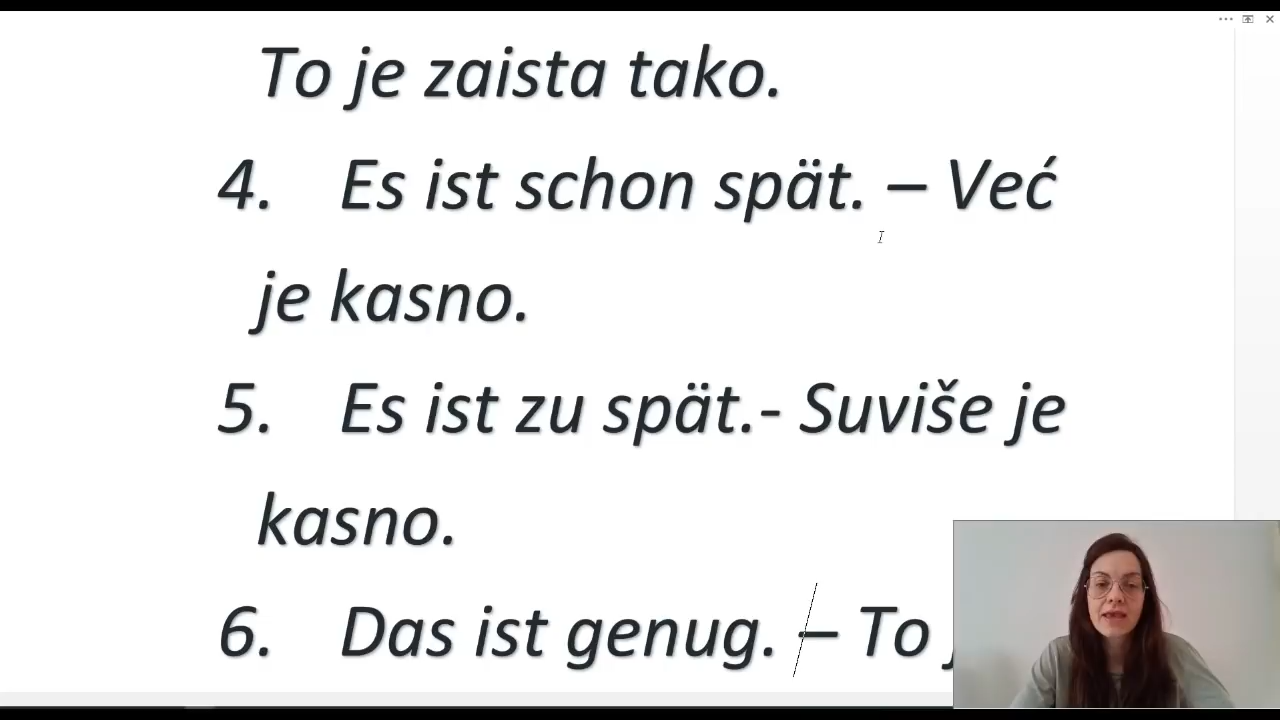 To je zaista tako.
4. Es ist schon spät. – Već
je kasno.
5. Es ist zu spät.- Suviše je
kasno.
6. Das ist genug. – To